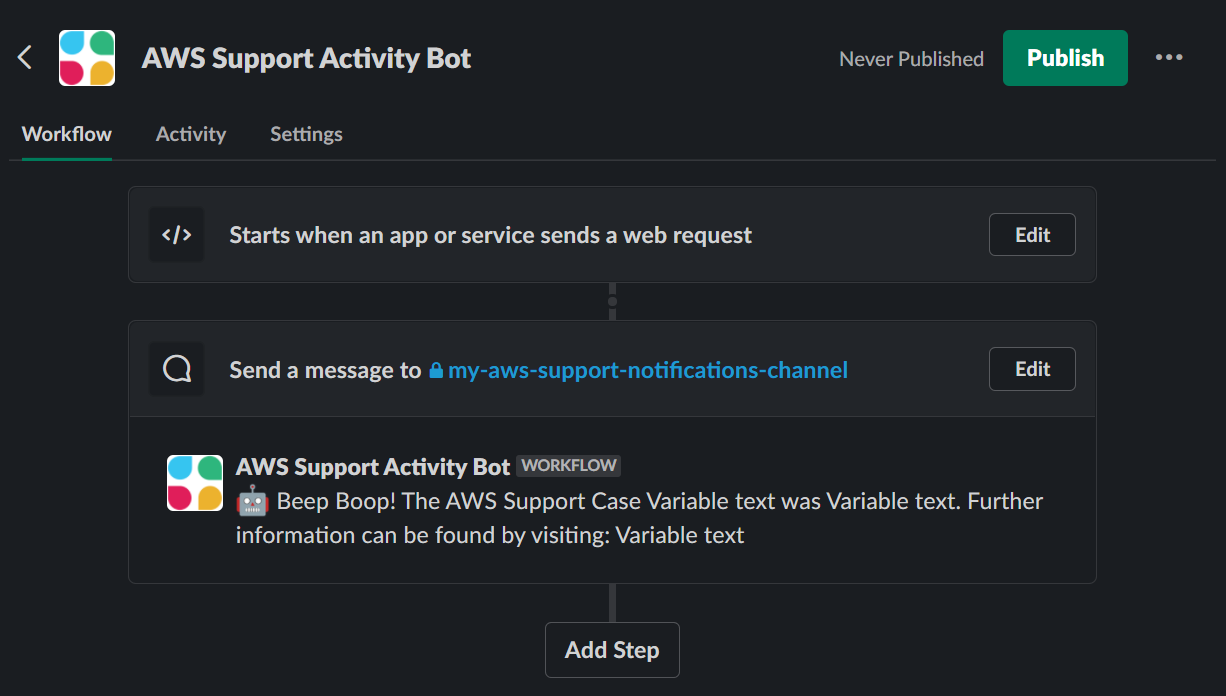 AWS Support Activity Bot
Never Published
Publish
Workflow
Activity
Settings
</> Starts when an app or service sends a web request
Edit
Send a message to my-aws-support-notifications-channel
Edit
AWS Support Activity Bot WORKFLOW
🤖 Beep Boop! The AWS Support Case Variable text was Variable text. Further
information can be found by visiting: Variable text
Add Step